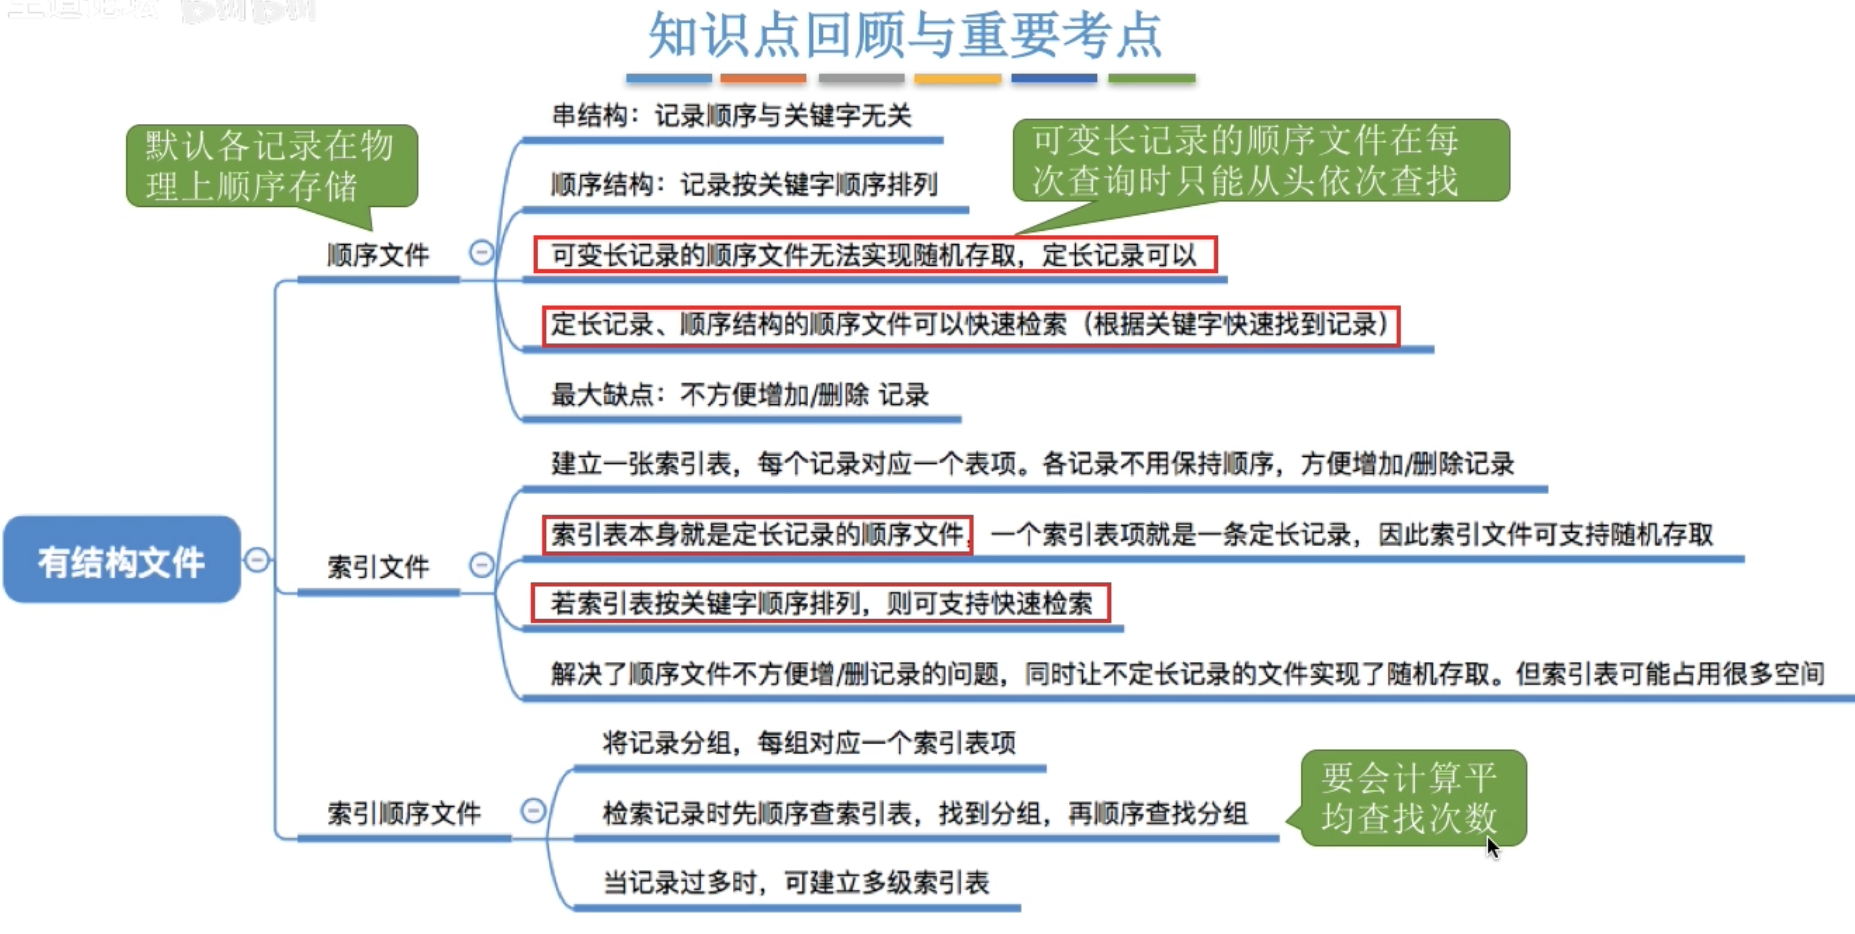 知识点回顾与重要考点
串结构：记录顺序与关键字无关
默认各记录在物
理上顺序存储
可变长记录的顺序文件在每
次查询时只能从头依次查找
顺序结构：记录按关键字顺序排列
顺序文件
可变长记录的顺序文件无法实现随机存取，定长记录可以
定长记录、顺序结构的顺序文件可以快速检索（根据关键字快速找到记录）
最大缺点：不方便增加/删除 记录
建立一张索引表，每个记录对应一个表项。各记录不用保持顺序，方便增加/删除记录
有结构文件
索引文件
索引表本身就是定长记录的顺序文件，一个索引表项就是一条定长记录，因此索引文件可支持随机存取
若索引表按关键字顺序排列，则可支持快速检索
解决了顺序文件不方便增/删记录的问题，同时让不定长记录的文件实现了随机存取。但索引表可能占用很多空间
将记录分组，每组对应一个索引表项
索引顺序文件
检索记录时先顺序查索引表，找到分组，再顺序查找分组
要会计算平
均查找次数
当记录过多时，可建立多级索引表